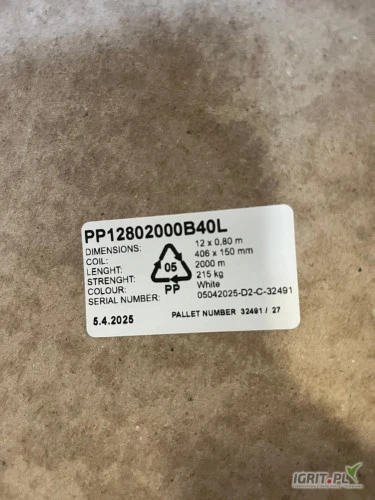 PP12802000B40L
DIMENSIONS: 12 x 0,80 m
COIL: 406 x 150 mm
LENGHT: 2000 m
STRENGHT: 215 kg
COLOUR: White
SERIAL NUMBER: 05042025-D2-C-32491
05
PP
5.4.2025 PALLET NUMBER 32491 / 27
IGRIT.PL